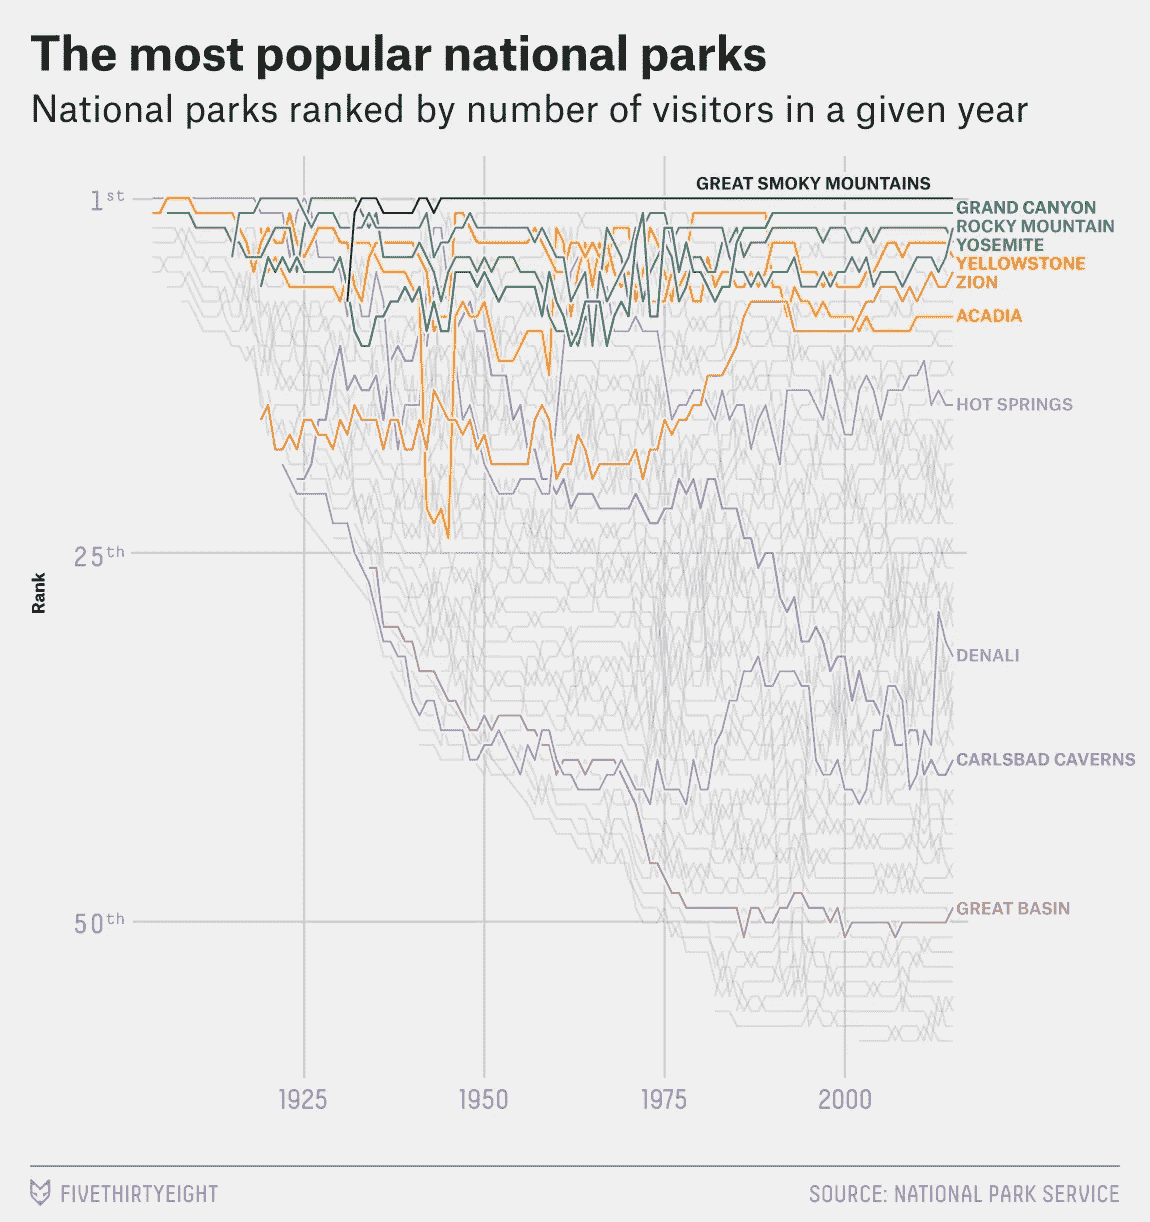 The most popular national parks
National parks ranked by number of visitors in a given year
1st
GREAT SMOKY MOUNTAINS
GRAND CANYON
ROCKY MOUNTAIN
YOSEMITE
YELLOWSTONE
ZION
ACADIA
HOT SPRINGS
25th
Rank
DENALI
CARLSBAD CAVERNS
GREAT BASIN
50th
1925 1950 1975 2000
FIVETHIRTYEIGHT SOURCE: NATIONAL PARK SERVICE